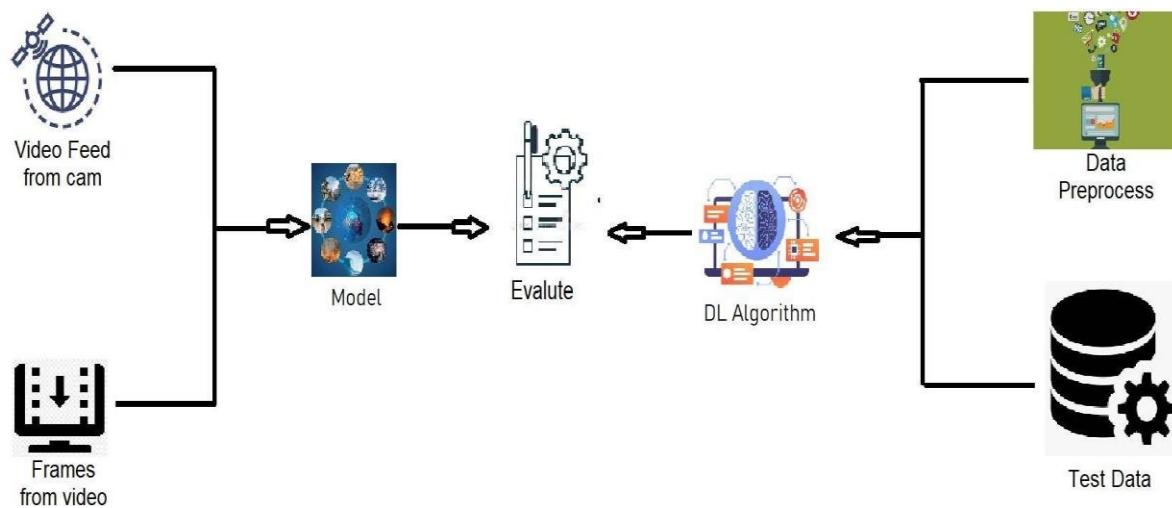 Video Feed
from cam
Frames
from video
Model
Evalute
DL Algorithm
Data
Preprocess
Test Data